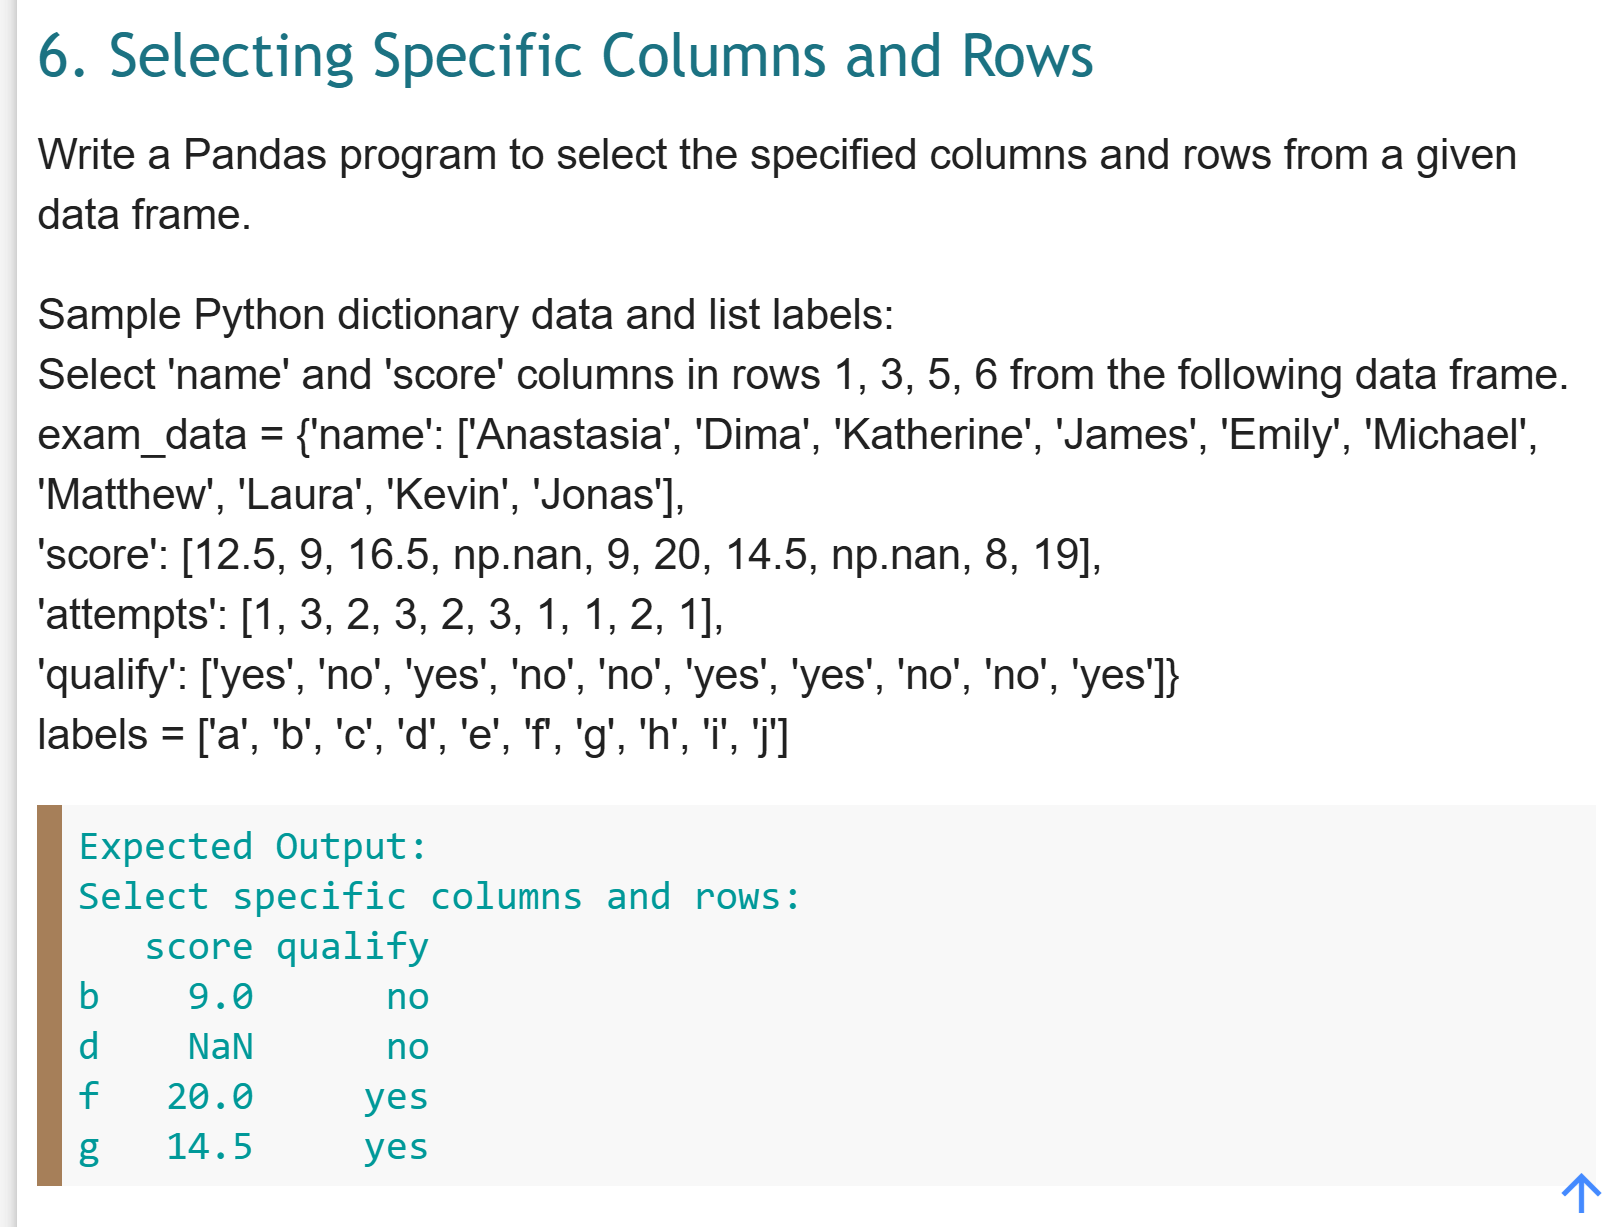 6. Selecting Specific Columns and Rows
Write a Pandas program to select the specified columns and rows from a given
data frame.
Sample Python dictionary data and list labels:
Select 'name' and 'score' columns in rows 1, 3, 5, 6 from the following data frame.
exam_data = {'name': ['Anastasia', 'Dima', 'Katherine', 'James', 'Emily', 'Michael',
'Matthew', 'Laura', 'Kevin', 'Jonas'],
'score': [12.5, 9, 16.5, np.nan, 9, 20, 14.5, np.nan, 8, 19],
'attempts': [1, 3, 2, 3, 2, 3, 1, 1, 2, 1],
'qualify': ['yes', 'no', 'yes', 'no', 'no', 'yes', 'yes', 'no', 'no', 'yes']}
labels = ['a', 'b', 'c', 'd', 'e', 'f', 'g', 'h', 'i', 'j']
Expected Output:
Select specific columns and rows:
   score qualify
b    9.0      no
d    NaN      no
f   20.0     yes
g   14.5     yes